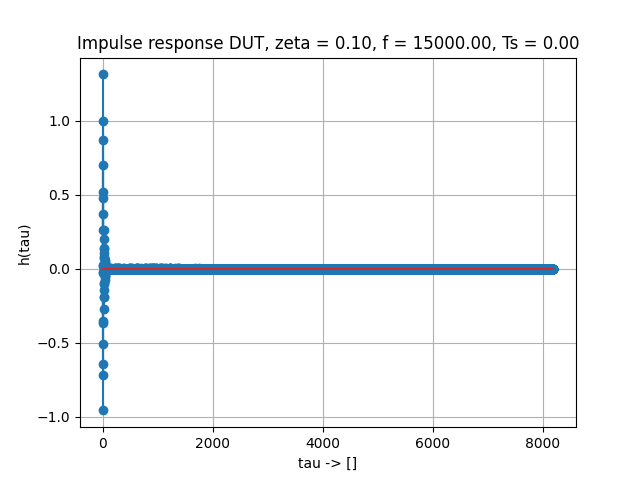 Impulse response DUT, zeta = 0.10, f = 15000.00, Ts = 0.00
1.0
0.5
0.0
−0.5
−1.0
h(tau)
0 2000 4000 6000 8000
tau -> []